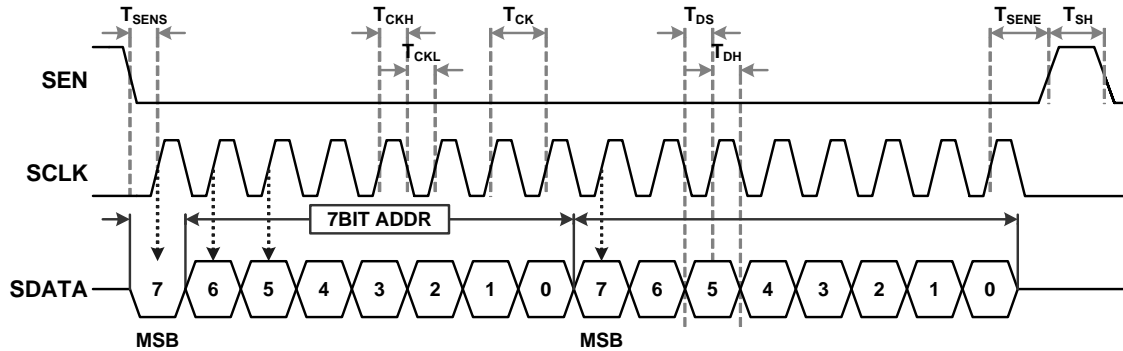 TSENS TCKH TCK TDS TSENE TSH
TCKL TDH
SEN
SCLK
7BIT ADDR
SDATA 7 6 5 4 3 2 1 0 7 6 5 4 3 2 1 0
MSB MSB